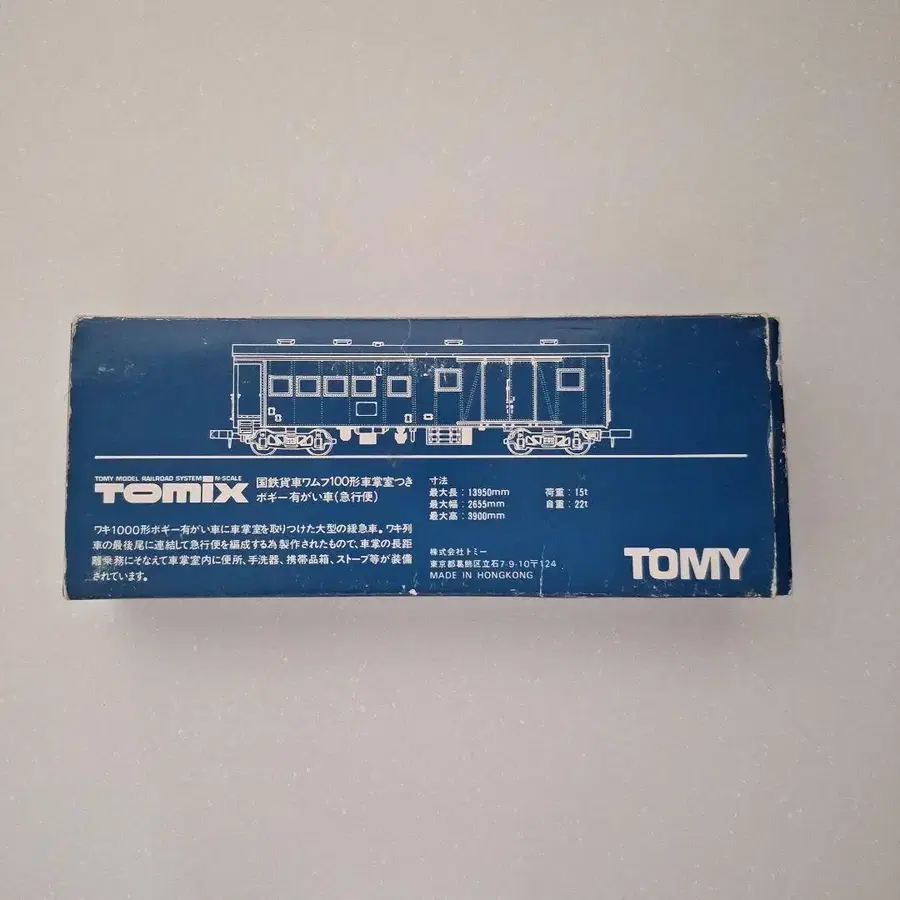 TOMY MODEL RAILROAD SYSTEM N-SCALE
TOMIX
国鉄貨車ワムフ100形車掌室つき
ボギー有がい車(急行便)
ワキ1000形ボギー有がい車に車掌室を取りつけた大型の緩急車。ワキ列
車の最後尾に連結して急行便を編成する為製作されたもので、車掌の長距
離乗務にそなえて車掌室内に便所、手洗器、携帯品箱、ストーブ等が装備
されています。
寸法
最大長:13950mm 荷重:15t
最大幅:2655mm 自重:22t
最大高:3900mm
株式会社トミー
東京都葛飾区立石7-9-10〒124
MADE IN HONGKONG
TOMY